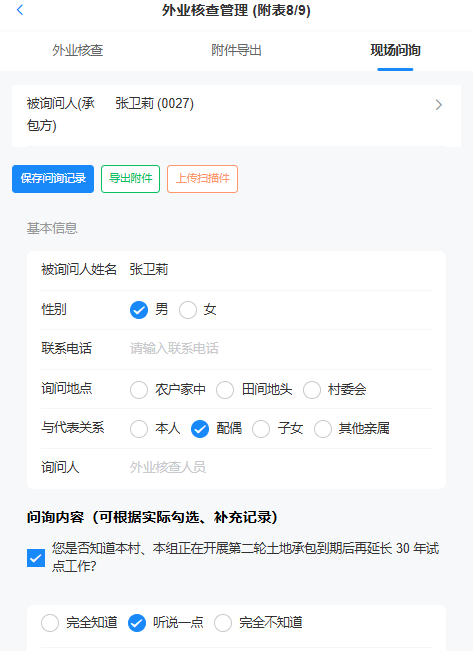 外业核查管理 (附表8/9)
外业核查 附件导出 现场问询
被询问人(承 张卫莉 (0027)
包方)
保存问询记录 导出附件 上传扫描件
基本信息
被询问人姓名 张卫莉
性别 男 女
联系电话 请输入联系电话
询问地点 农户家中 田间地头 村委会
与代表关系 本人 配偶 子女 其他亲属
询问人 外业核查人员
问询内容（可根据实际勾选、补充记录）
您是否知道本村、本组正在开展第二轮土地承包到期后再延长 30 年试
点工作?
完全知道 听说一点 完全不知道